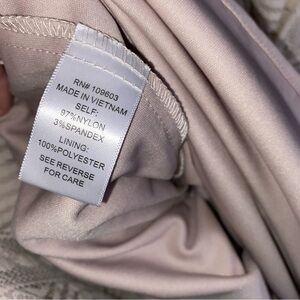 RN# 109603
MADE IN VIETNAM
SELF:
97%NYLON
3%SPANDEX
LINING:
100%POLYESTER
SEE REVERSE
FOR CARE